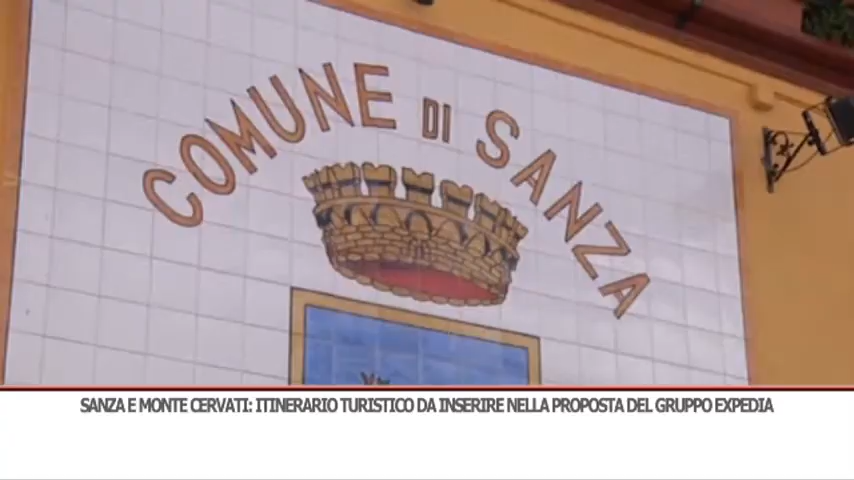 COMUNE DI SANZA
SANZA E MONTE CERVATI: ITINERARIO TURISTICO DA INSERIRE NELLA PROPOSTA DEL GRUPPO EXPEDIA